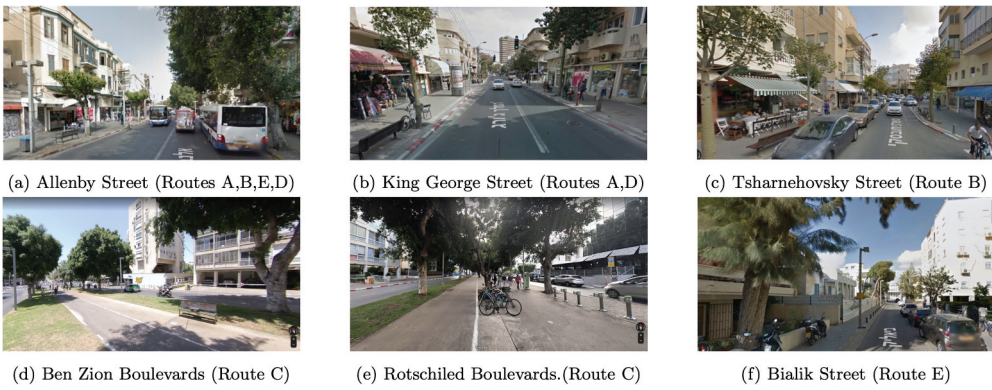 (a) Allenby Street (Routes A,B,E,D)
(b) King George Street (Routes A,D)
(c) Tsharnehovsky Street (Route B)
(d) Ben Zion Boulevards (Route C)
(e) Rotschiled Boulevards.(Route C)
(f) Bialik Street (Route E)